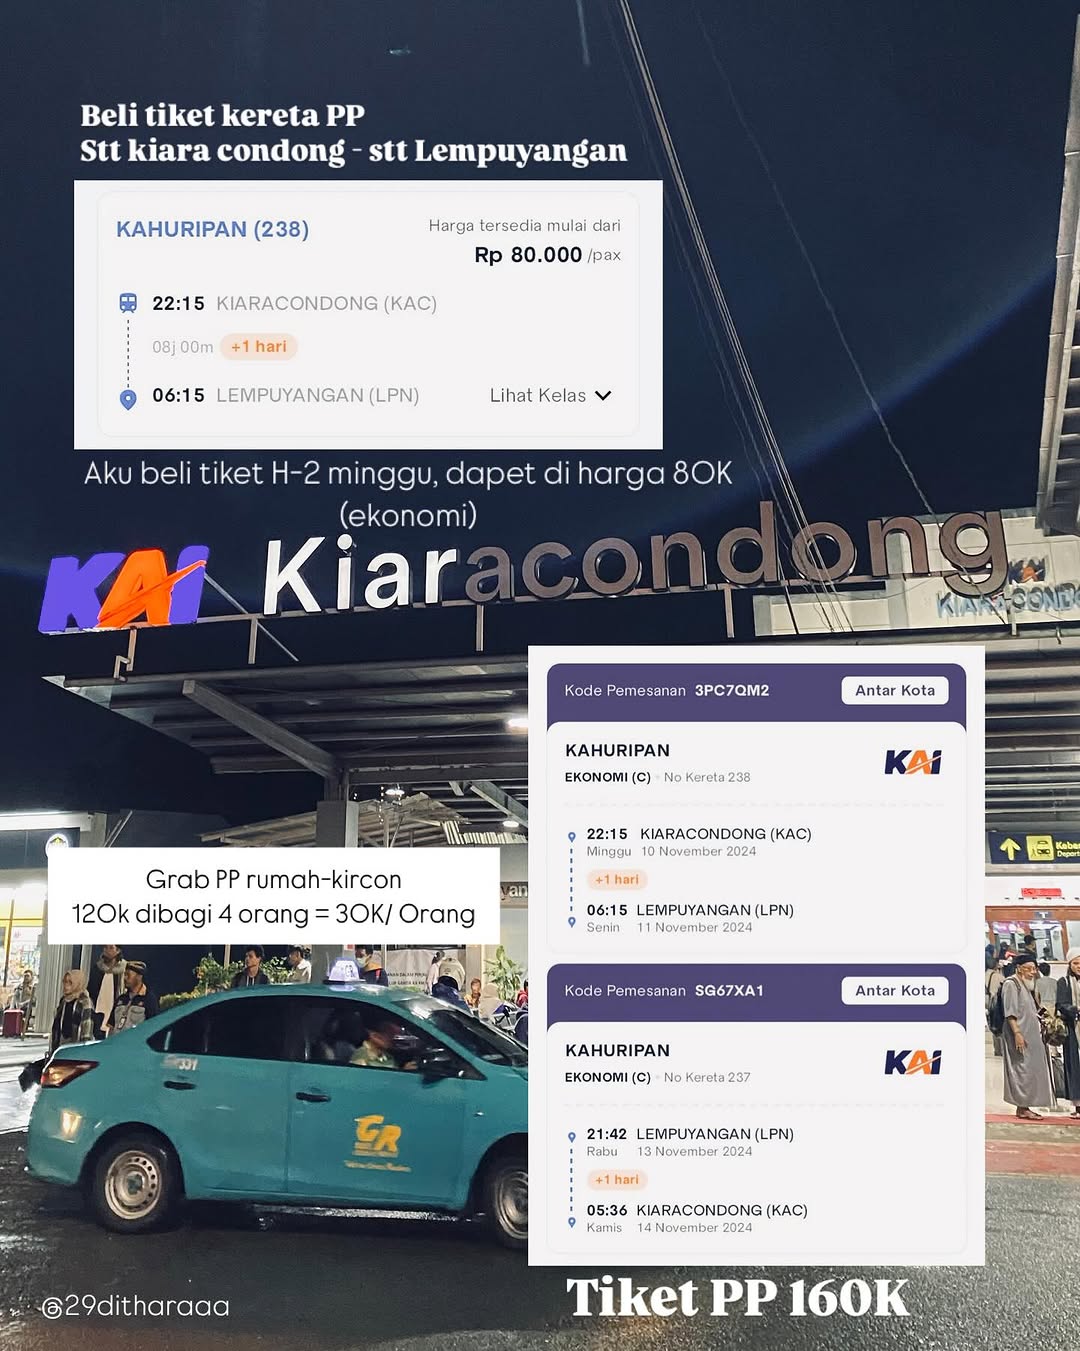 Beli tiket kereta PP
Stt kiara condong - stt Lempuyangan
KAHURIPAN (238)
Harga tersedia mulai dari
Rp 80.000 /pax
22:15 KIARACONDONG (KAC)
08j 00m +1 hari
06:15 LEMPUYANGAN (LPN)
Lihat Kelas
Aku beli tiket H-2 minggu, dapet di harga 80K
(ekonomi)
KAI Kiaracondong
KIARACOND
Kode Pemesanan 3PC7QM2
Antar Kota
KAHURIPAN
KAI
EKONOMI (C) No Kereta 238
22:15 KIARACONDONG (KAC)
Minggu 10 November 2024
+1 hari
06:15 LEMPUYANGAN (LPN)
Senin 11 November 2024
Grab PP rumah-kircon
120k dibagi 4 orang = 30K/ Orang
Kode Pemesanan SG67XA1
Antar Kota
KAHURIPAN
KAI
EKONOMI (C) No Kereta 237
21:42 LEMPUYANGAN (LPN)
Rabu 13 November 2024
+1 hari
05:36 KIARACONDONG (KAC)
Kamis 14 November 2024
GR
Tiket PP 160K
@29ditharaaa